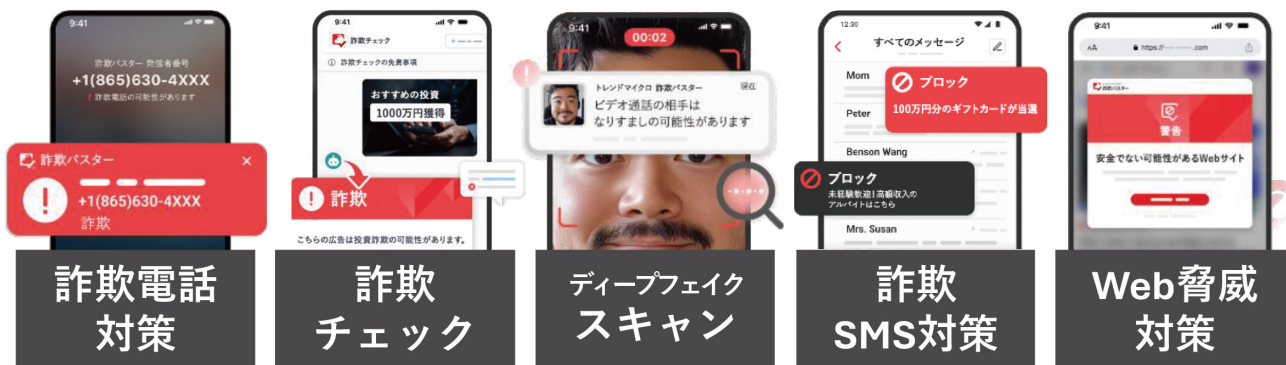 9:41
詐欺バスター 発信者番号
+1(865)630-4XXX
! 詐欺電話の可能性があります
詐欺バスター ×
+1(865)630-4XXX
詐欺
詐欺電話
対策
9:41
詐欺チェック
詐欺チェックの免責事項
おすすめの投資
1000万円獲得
詐欺
こちらの広告は投資詐欺の可能性があります。
詐欺
チェック
9:41
00:02
トレンドマイクロ 詐欺バスター 現在
ビデオ通話の相手は
なりすましの可能性があります
ディープフェイク
スキャン
12:30
すべてのメッセージ
Mom
ブロック
100万円分のギフトカードが当選
Peter
Benson Wang
ブロック
未経験歓迎！高額収入の
アルバイトはこちら
Mrs. Susan
詐欺
SMS対策
9:41
AA https:// .com
詐欺バスター
警告
安全でない可能性があるWebサイト
Web脅威
対策